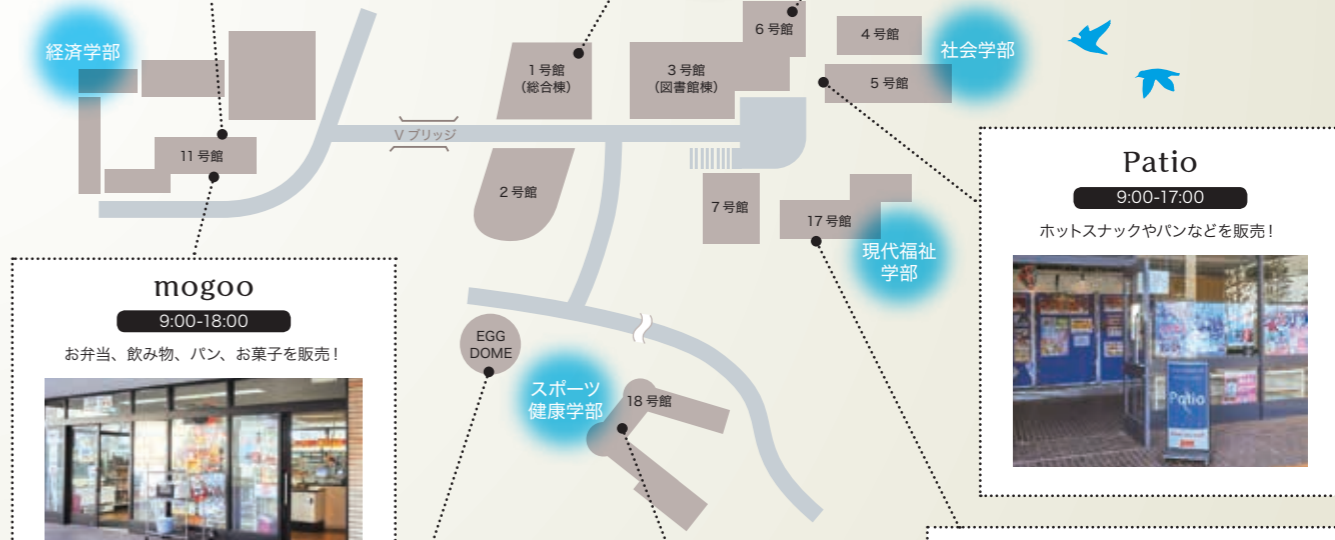 経済学部
1号館
(総合棟)
3号館
(図書館棟)
6号館
4号館
5号館
社会学部
Vブリッジ
11号館
2号館
7号館
17号館
現代福祉
学部
Patio
9:00-17:00
ホットスナックやパンなどを販売!
Patio
mogoo
9:00-18:00
お弁当、飲み物、パン、お菓子を販売!
EGG
DOME
スポーツ
健康学部
18号館